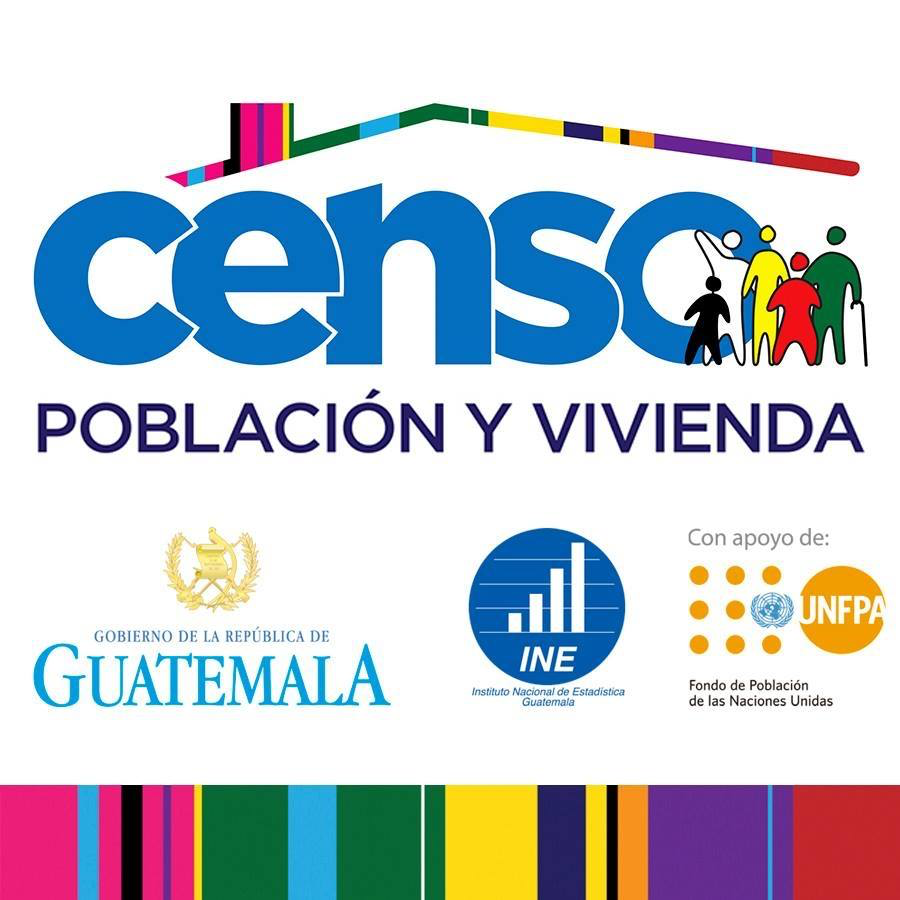 censo
POBLACIÓN Y VIVIENDA
GOBIERNO DE LA REPÚBLICA DE
GUATEMALA
INE
Instituto Nacional de Estadística
Guatemala
Con apoyo de:
UNFPA
Fondo de Población
de las Naciones Unidas